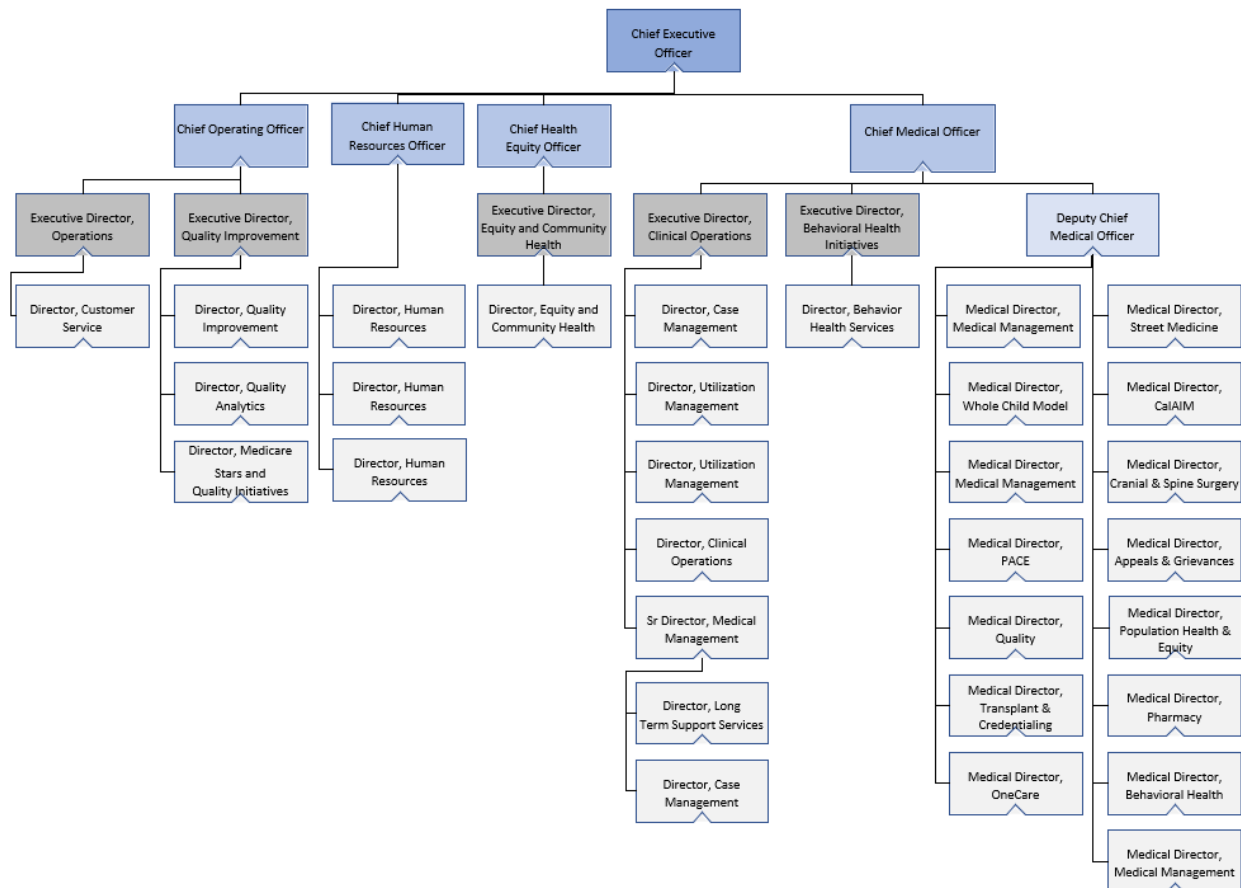 Chief Executive
Officer
Chief Operating Officer
Chief Human
Resources Officer
Chief Health
Equity Officer
Chief Medical Officer
Executive Director,
Operations
Executive Director,
Quality Improvement
Executive Director,
Equity and Community
Health
Executive Director,
Clinical Operations
Executive Director,
Behavioral Health
Initiatives
Deputy Chief
Medical Officer
Director, Customer
Service
Director, Quality
Improvement
Director, Human
Resources
Director, Equity and
Community Health
Director, Case
Management
Director, Behavior
Health Services
Medical Director,
Medical Management
Medical Director,
Street Medicine
Director, Quality
Analytics
Director, Human
Resources
Director, Utilization
Management
Medical Director,
Whole Child Model
Medical Director,
CalAIM
Director, Medicare
Stars and
Quality Initiatives
Director, Human
Resources
Director, Utilization
Management
Medical Director,
Medical Management
Medical Director,
Cranial & Spine Surgery
Director, Clinical
Operations
Medical Director,
PACE
Medical Director,
Appeals & Grievances
Sr Director, Medical
Management
Medical Director,
Quality
Medical Director,
Population Health &
Equity
Director, Long
Term Support Services
Medical Director,
Transplant &
Credentialing
Medical Director,
Pharmacy
Director, Case
Management
Medical Director,
OneCare
Medical Director,
Behavioral Health
Medical Director,
Medical Management